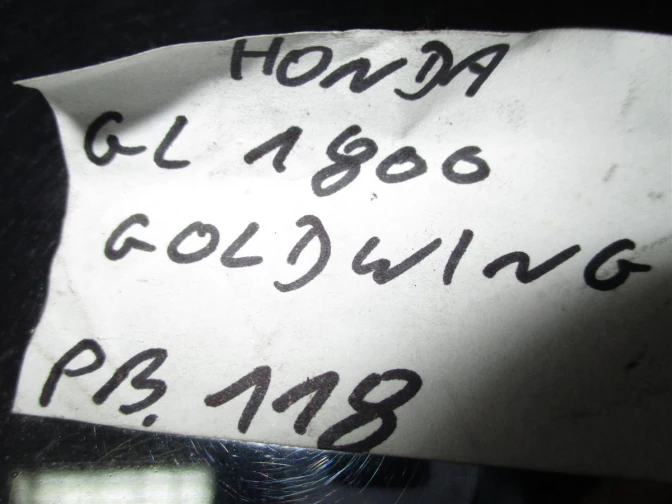 HONDA
GL 1800
GOLDWING
PB. 118